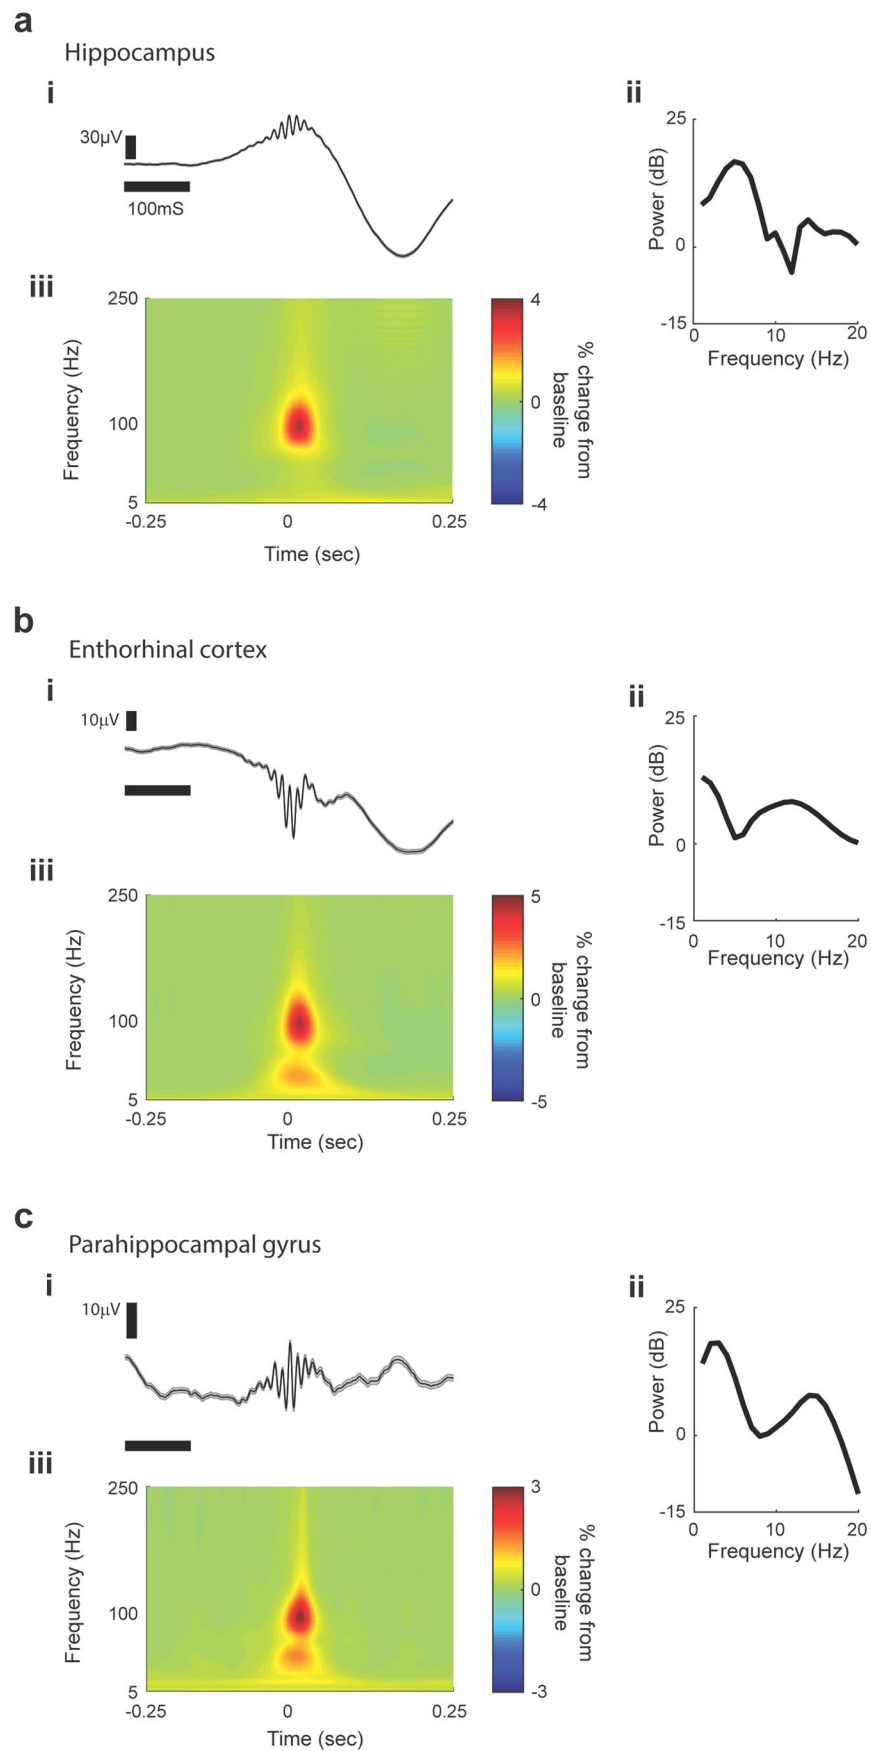 a
Hippocampus
i
30µV
100mS
ii
25
0
-15
Power (dB)
0
10
20
Frequency (Hz)
iii
250
100
5
Frequency (Hz)
-0.25
0
0.25
Time (sec)
4
0
-4
% change from
baseline
b
Enthorhinal cortex
i
10µV
ii
25
0
-15
Power (dB)
0
10
20
Frequency (Hz)
iii
250
100
5
Frequency (Hz)
-0.25
0
0.25
Time (sec)
5
0
-5
% change from
baseline
c
Parahippocampal gyrus
i
10µV
ii
25
0
-15
Power (dB)
0
10
20
Frequency (Hz)
iii
250
100
5
Frequency (Hz)
-0.25
0
0.25
Time (sec)
3
0
-3
% change from
baseline